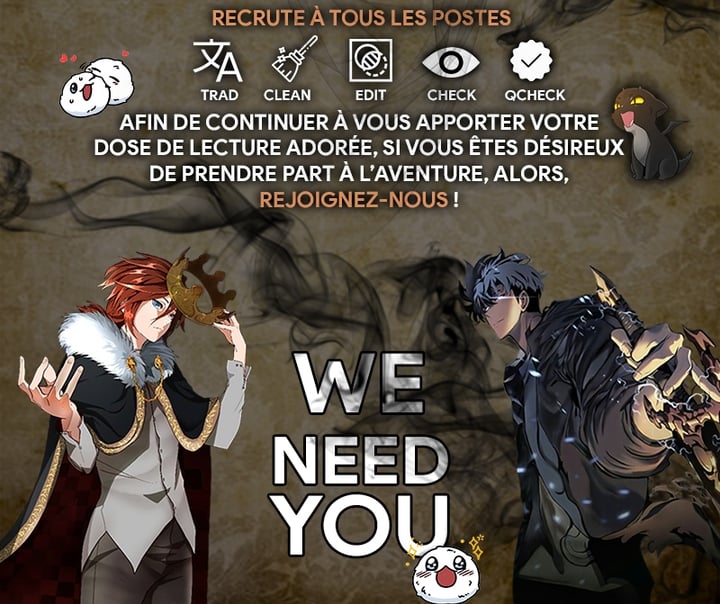 RECRUTE À TOUS LES POSTES
TRAD CLEAN EDIT CHECK QCHECK
AFIN DE CONTINUER À VOUS APPORTER VOTRE
DOSE DE LECTURE ADORÉE, SI VOUS ÊTES DÉSIREUX
DE PRENDRE PART À L'AVENTURE, ALORS,
REJOIGNEZ-NOUS !
WE
NEED
YOU